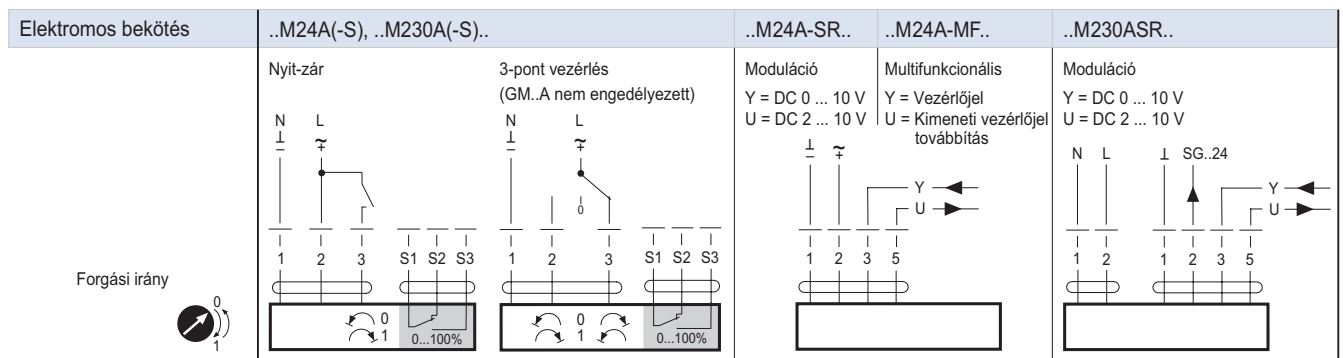 Elektromos bekötés
..M24A(-S), ..M230A(-S)..
..M24A-SR..
..M24A-MF..
..M230ASR..
Nyit-zár
3-pont vezérlés
(GM..A nem engedélyezett)
Moduláció
Y = DC 0 ... 10 V
U = DC 2 ... 10 V
Multifunkcionális
Y = Vezérlőjel
U = Kimeneti vezérlőjel
továbbítás
Moduláció
Y = DC 0 ... 10 V
U = DC 2 ... 10 V
N L
N L
0
Y
U
N L ⊥ SG..24
Y
U
1 2 3 S1 S2 S3
1 2 3 S1 S2 S3
1 2 3 5
1 2 1 2 3 5
Forgási irány
0
1
0
1
0...100%
0
1
0...100%